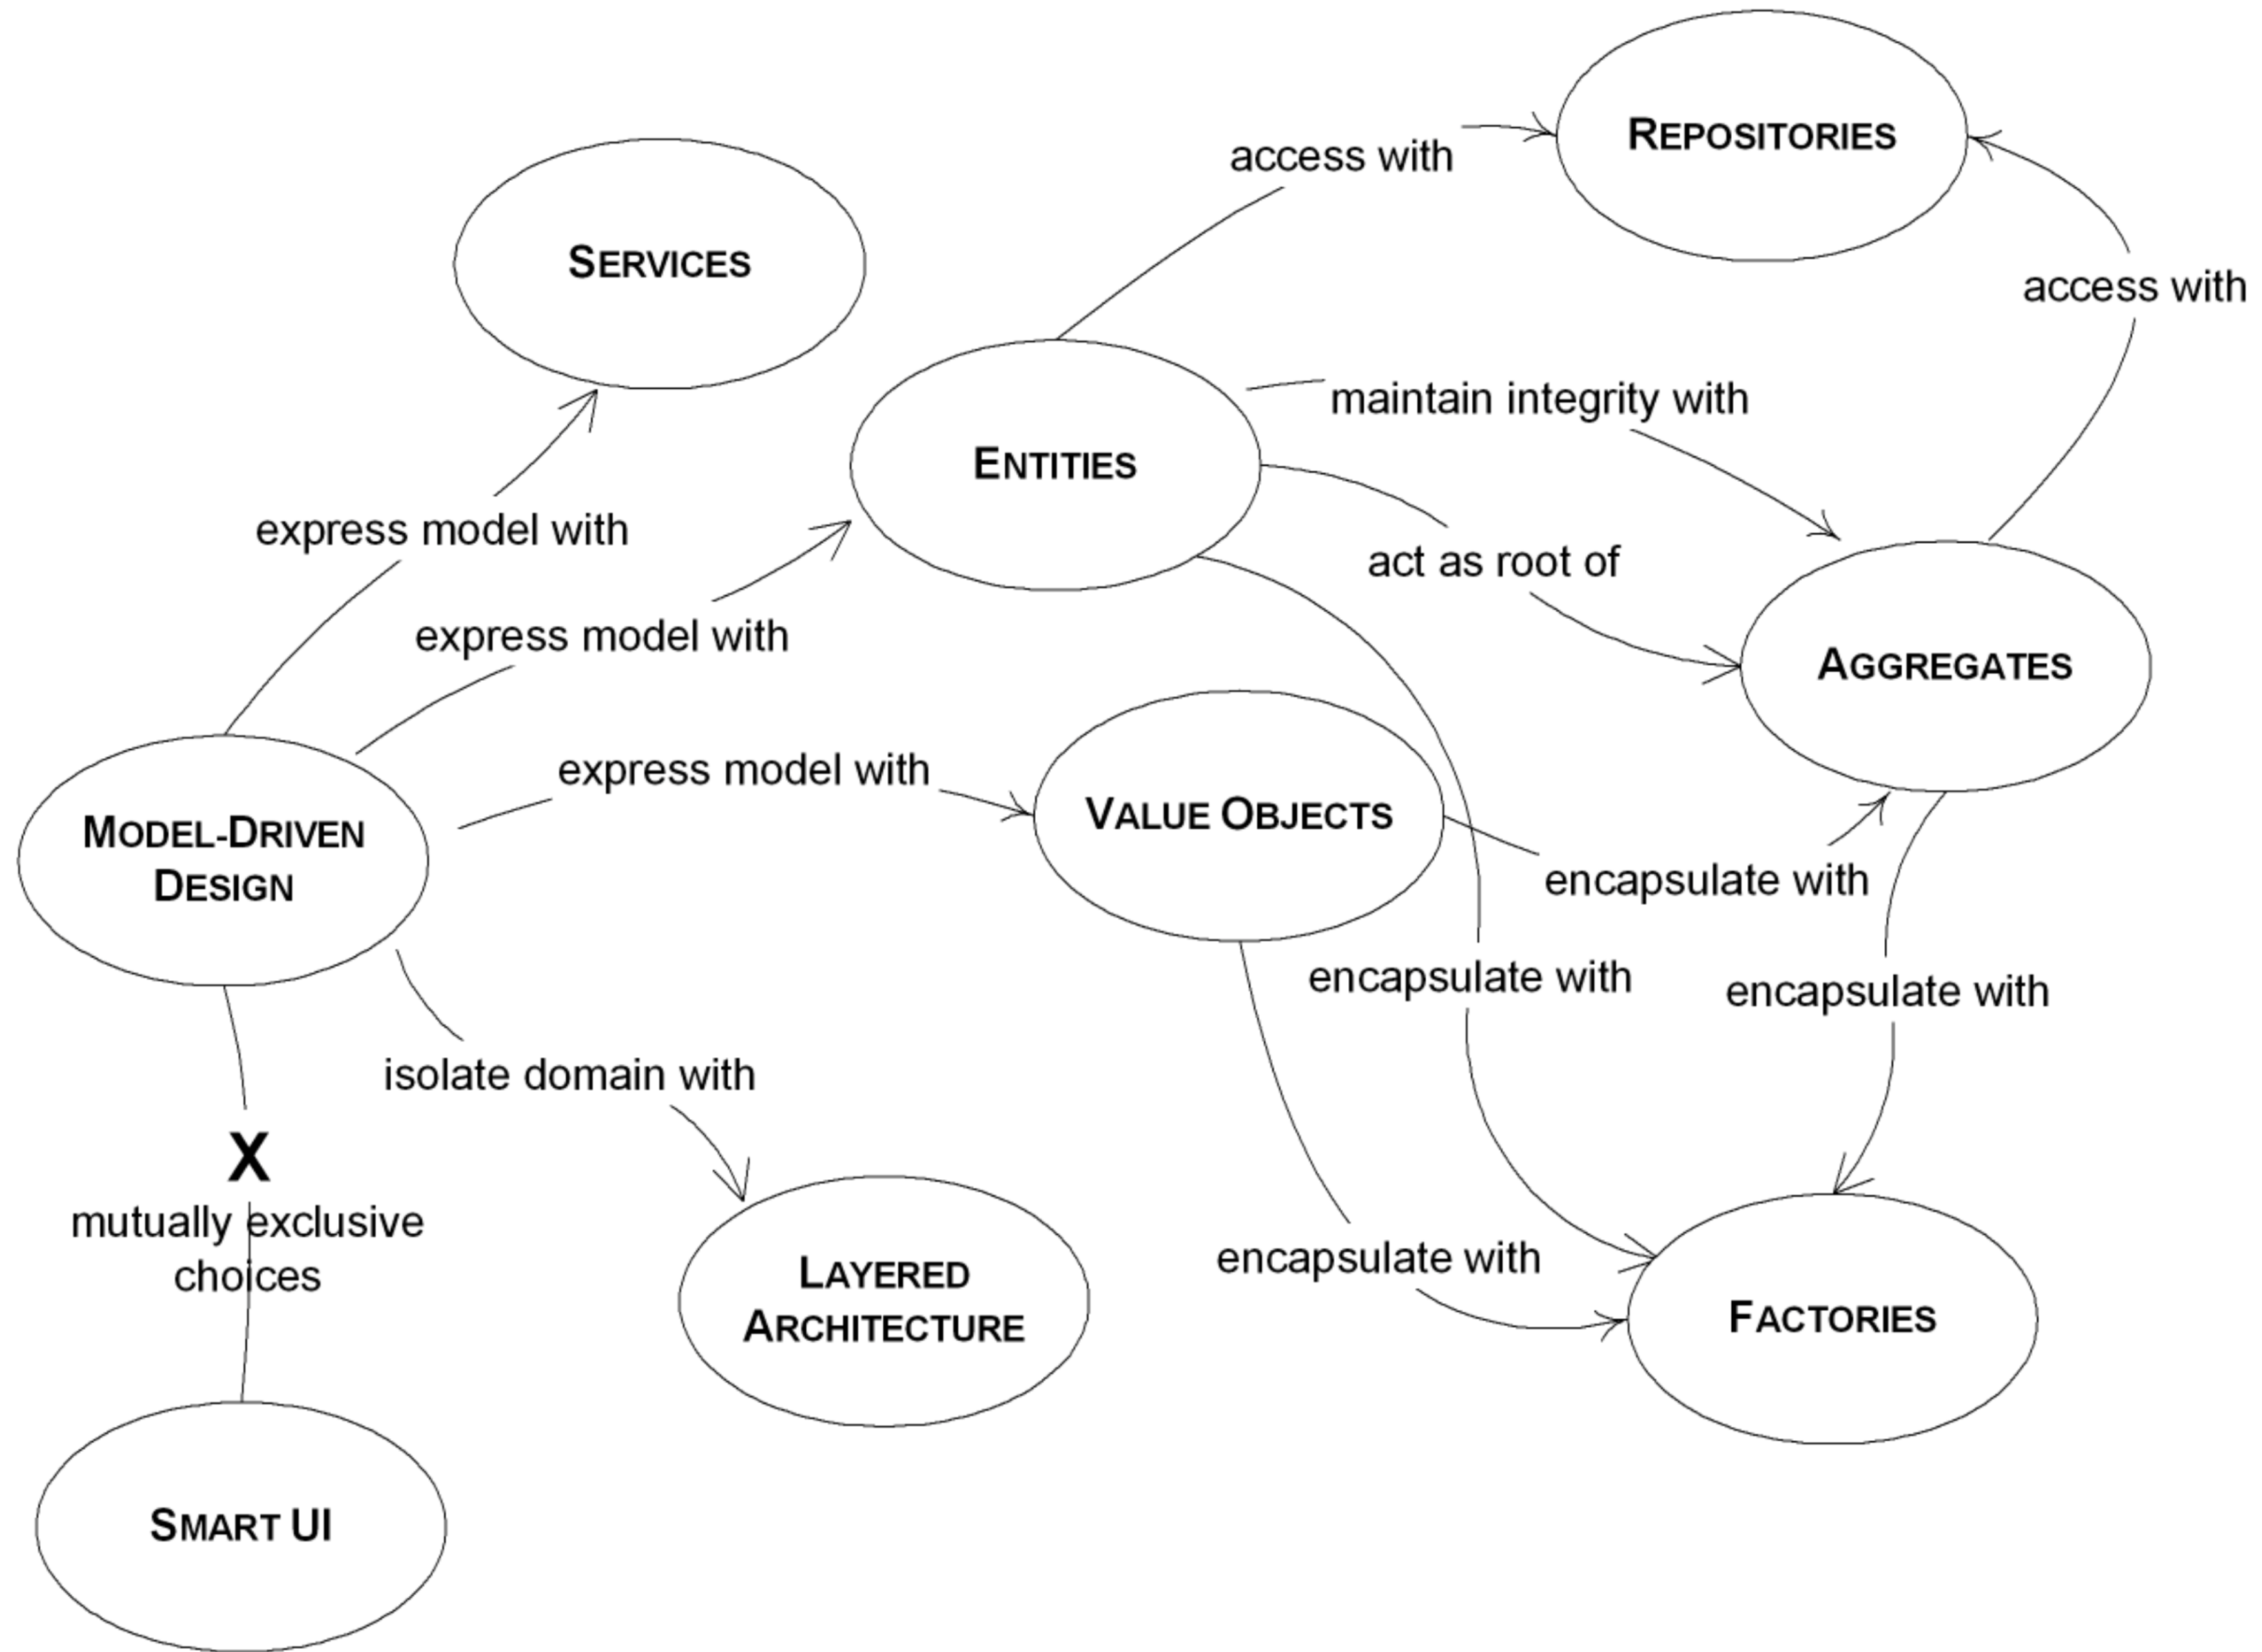 REPOSITORIES
access with
SERVICES
access with
maintain integrity with
ENTITIES
express model with
act as root of
express model with
AGGREGATES
express model with
VALUE OBJECTS
MODEL-DRIVEN
DESIGN
encapsulate with
encapsulate with
encapsulate with
isolate domain with
X
mutually exclusive
choices
encapsulate with
LAYERED
ARCHITECTURE
FACTORIES
SMART UI